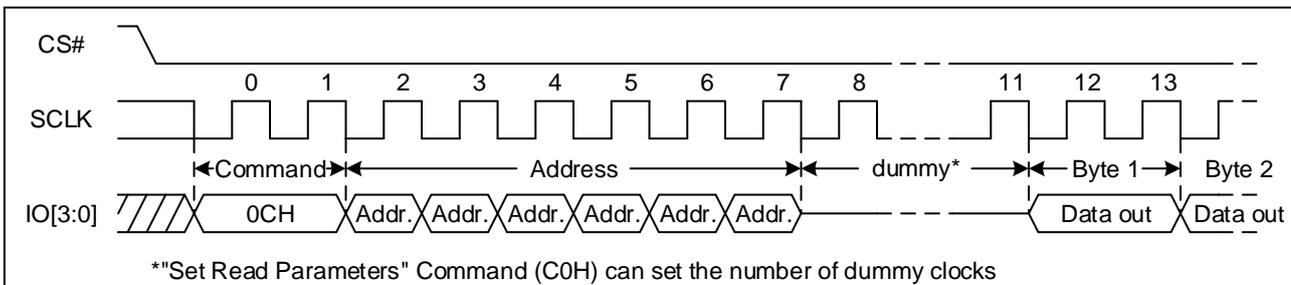 CS#
0 1 2 3 4 5 6 7 8 11 12 13
SCLK
Command Address dummy* Byte 1 Byte 2
IO[3:0] 0CH Addr. Addr. Addr. Addr. Addr. Addr. Data out Data out
*"Set Read Parameters" Command (C0H) can set the number of dummy clocks